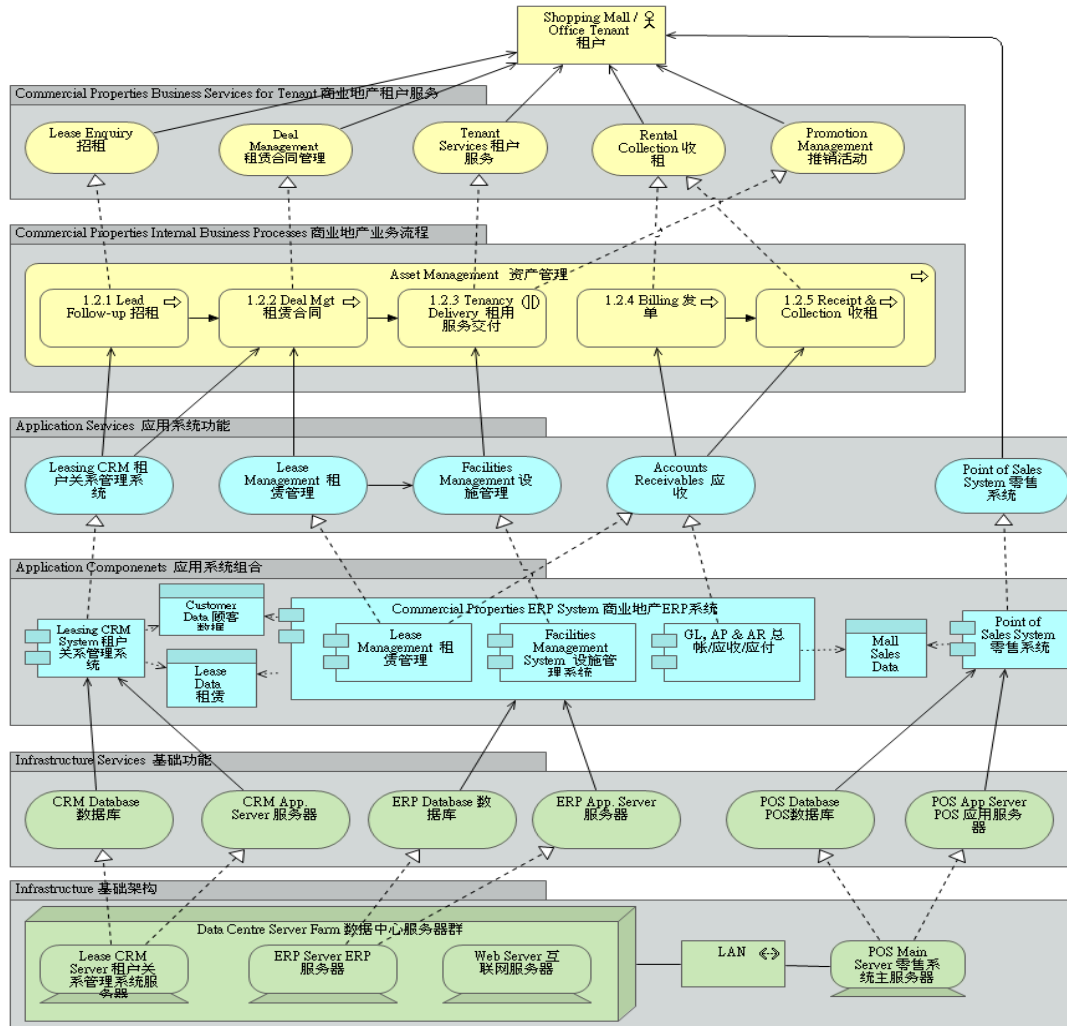 Shopping Mall /
Office Tenant
租户
Commercial Properties Business Services for Tenant 商业地产租户服务
Lease Enquiry
招租
Deal
Management
租赁合同管理
Tenant
Services 租户
服务
Rental
Collection 收
租
Promotion
Management
推销活动
Commercial Properties Internal Business Processes 商业地产业务流程
Asset Management 资产管理
1.2.1 Lead
Follow-up 招租
1.2.2 Deal Mgt
租赁合同
1.2.3 Tenancy
Delivery 租用
服务交付
1.2.4 Billing 发
单
1.2.5 Receipt &
Collection 收租
Application Services 应用系统功能
Leasing CRM 租
户关系管理系
统
Lease
Management 租
赁管理
Facilities
Management 设
施管理
Accounts
Receivables 应
收
Point of Sales
System 零售
系统
Application Componenets 应用系统组合
Customer
Data 顾客
数据
Leasing CRM
System 租户
关系管理系
统
Lease
Data
租赁
Commercial Properties ERP System 商业地产ERP系统
Lease
Management 租
赁管理
Facilities
Management
System 设施管
理系统
GL, AP & AR 总
帐/应收/应付
Mall
Sales
Data
Point of
Sales System
零售系统
Infrastructure Services 基础功能
CRM Database
数据库
CRM App.
Server 服务器
ERP Database 数
据库
ERP App. Server
服务器
POS Database
POS数据库
POS App Server
POS 应用服务
器
Infrastructure 基础架构
Data Centre Server Farm 数据中心服务器群
Lease CRM
Server 租户关
系管理系统服
务器
ERP Server ERP
服务器
Web Server 互
联网服务器
LAN
POS Main
Server 零售系
统主服务器